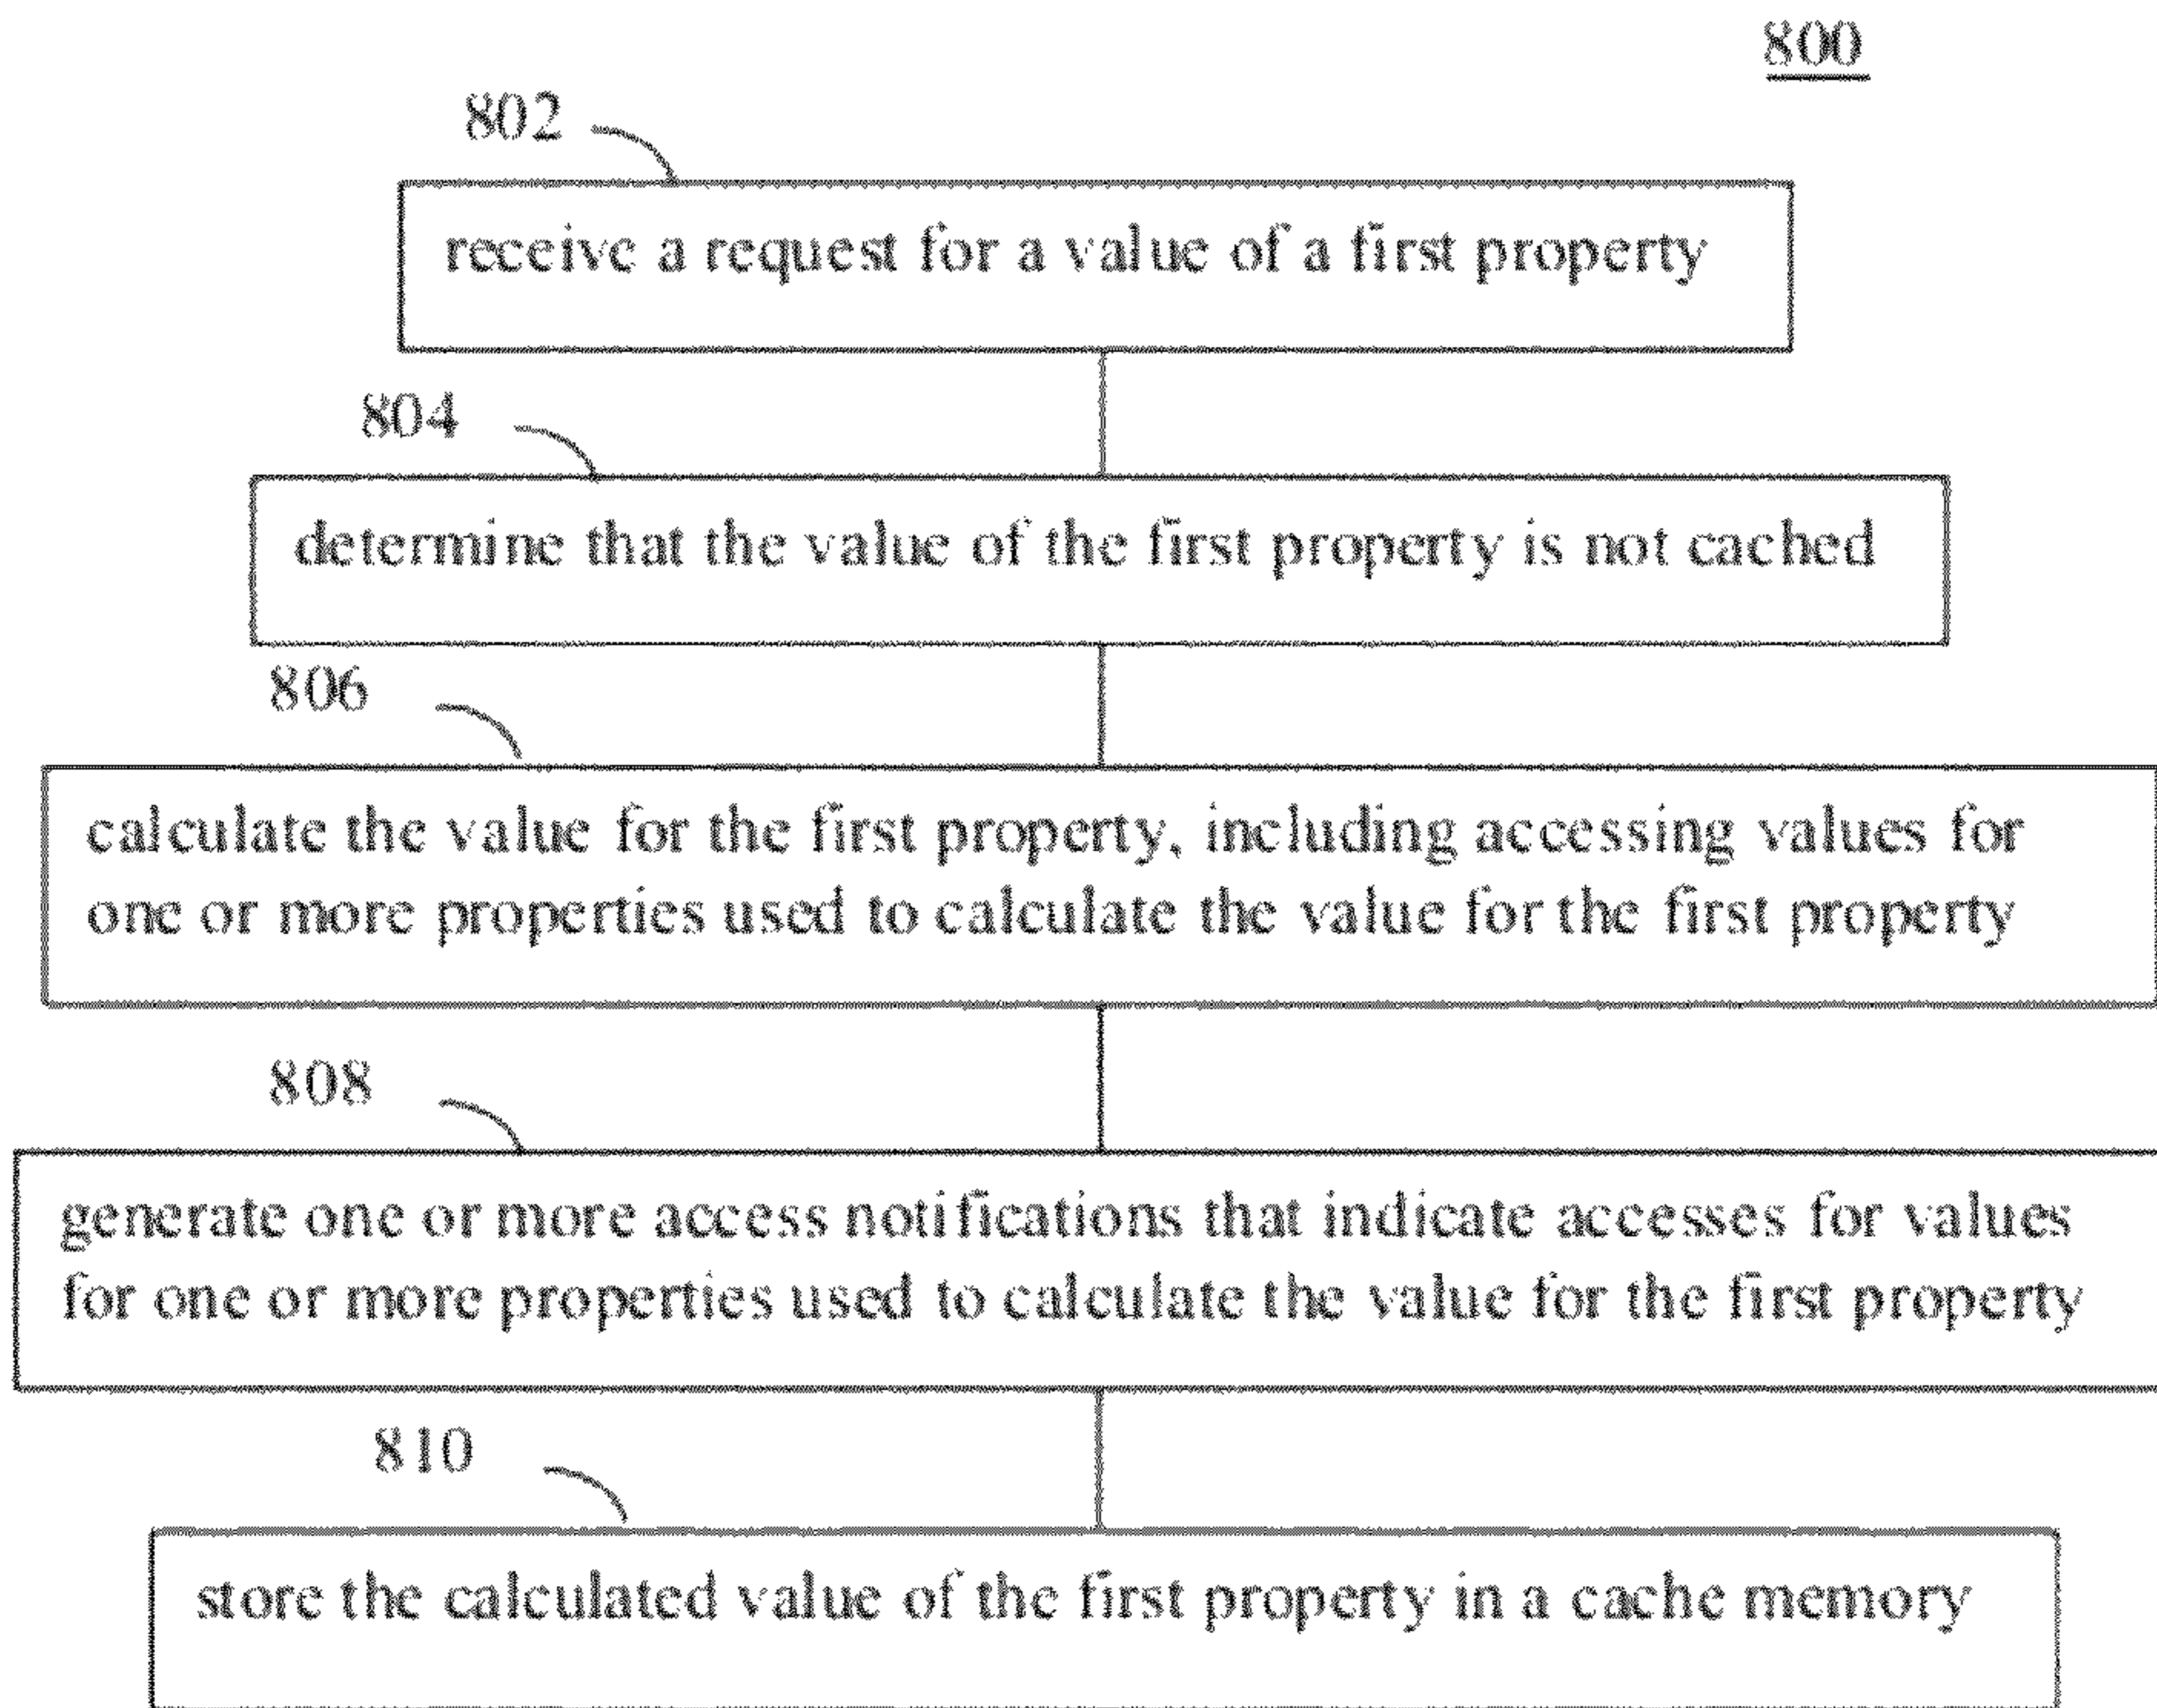 800
802
receive a request for a value of a first property
804
determine that the value of the first property is not cached
806
calculate the value for the first property, including accessing values for
one or more properties used to calculate the value for the first property
808
generate one or more access notifications that indicate accesses for values
for one or more properties used to calculate the value for the first property
810
store the calculated value of the first property in a cache memory